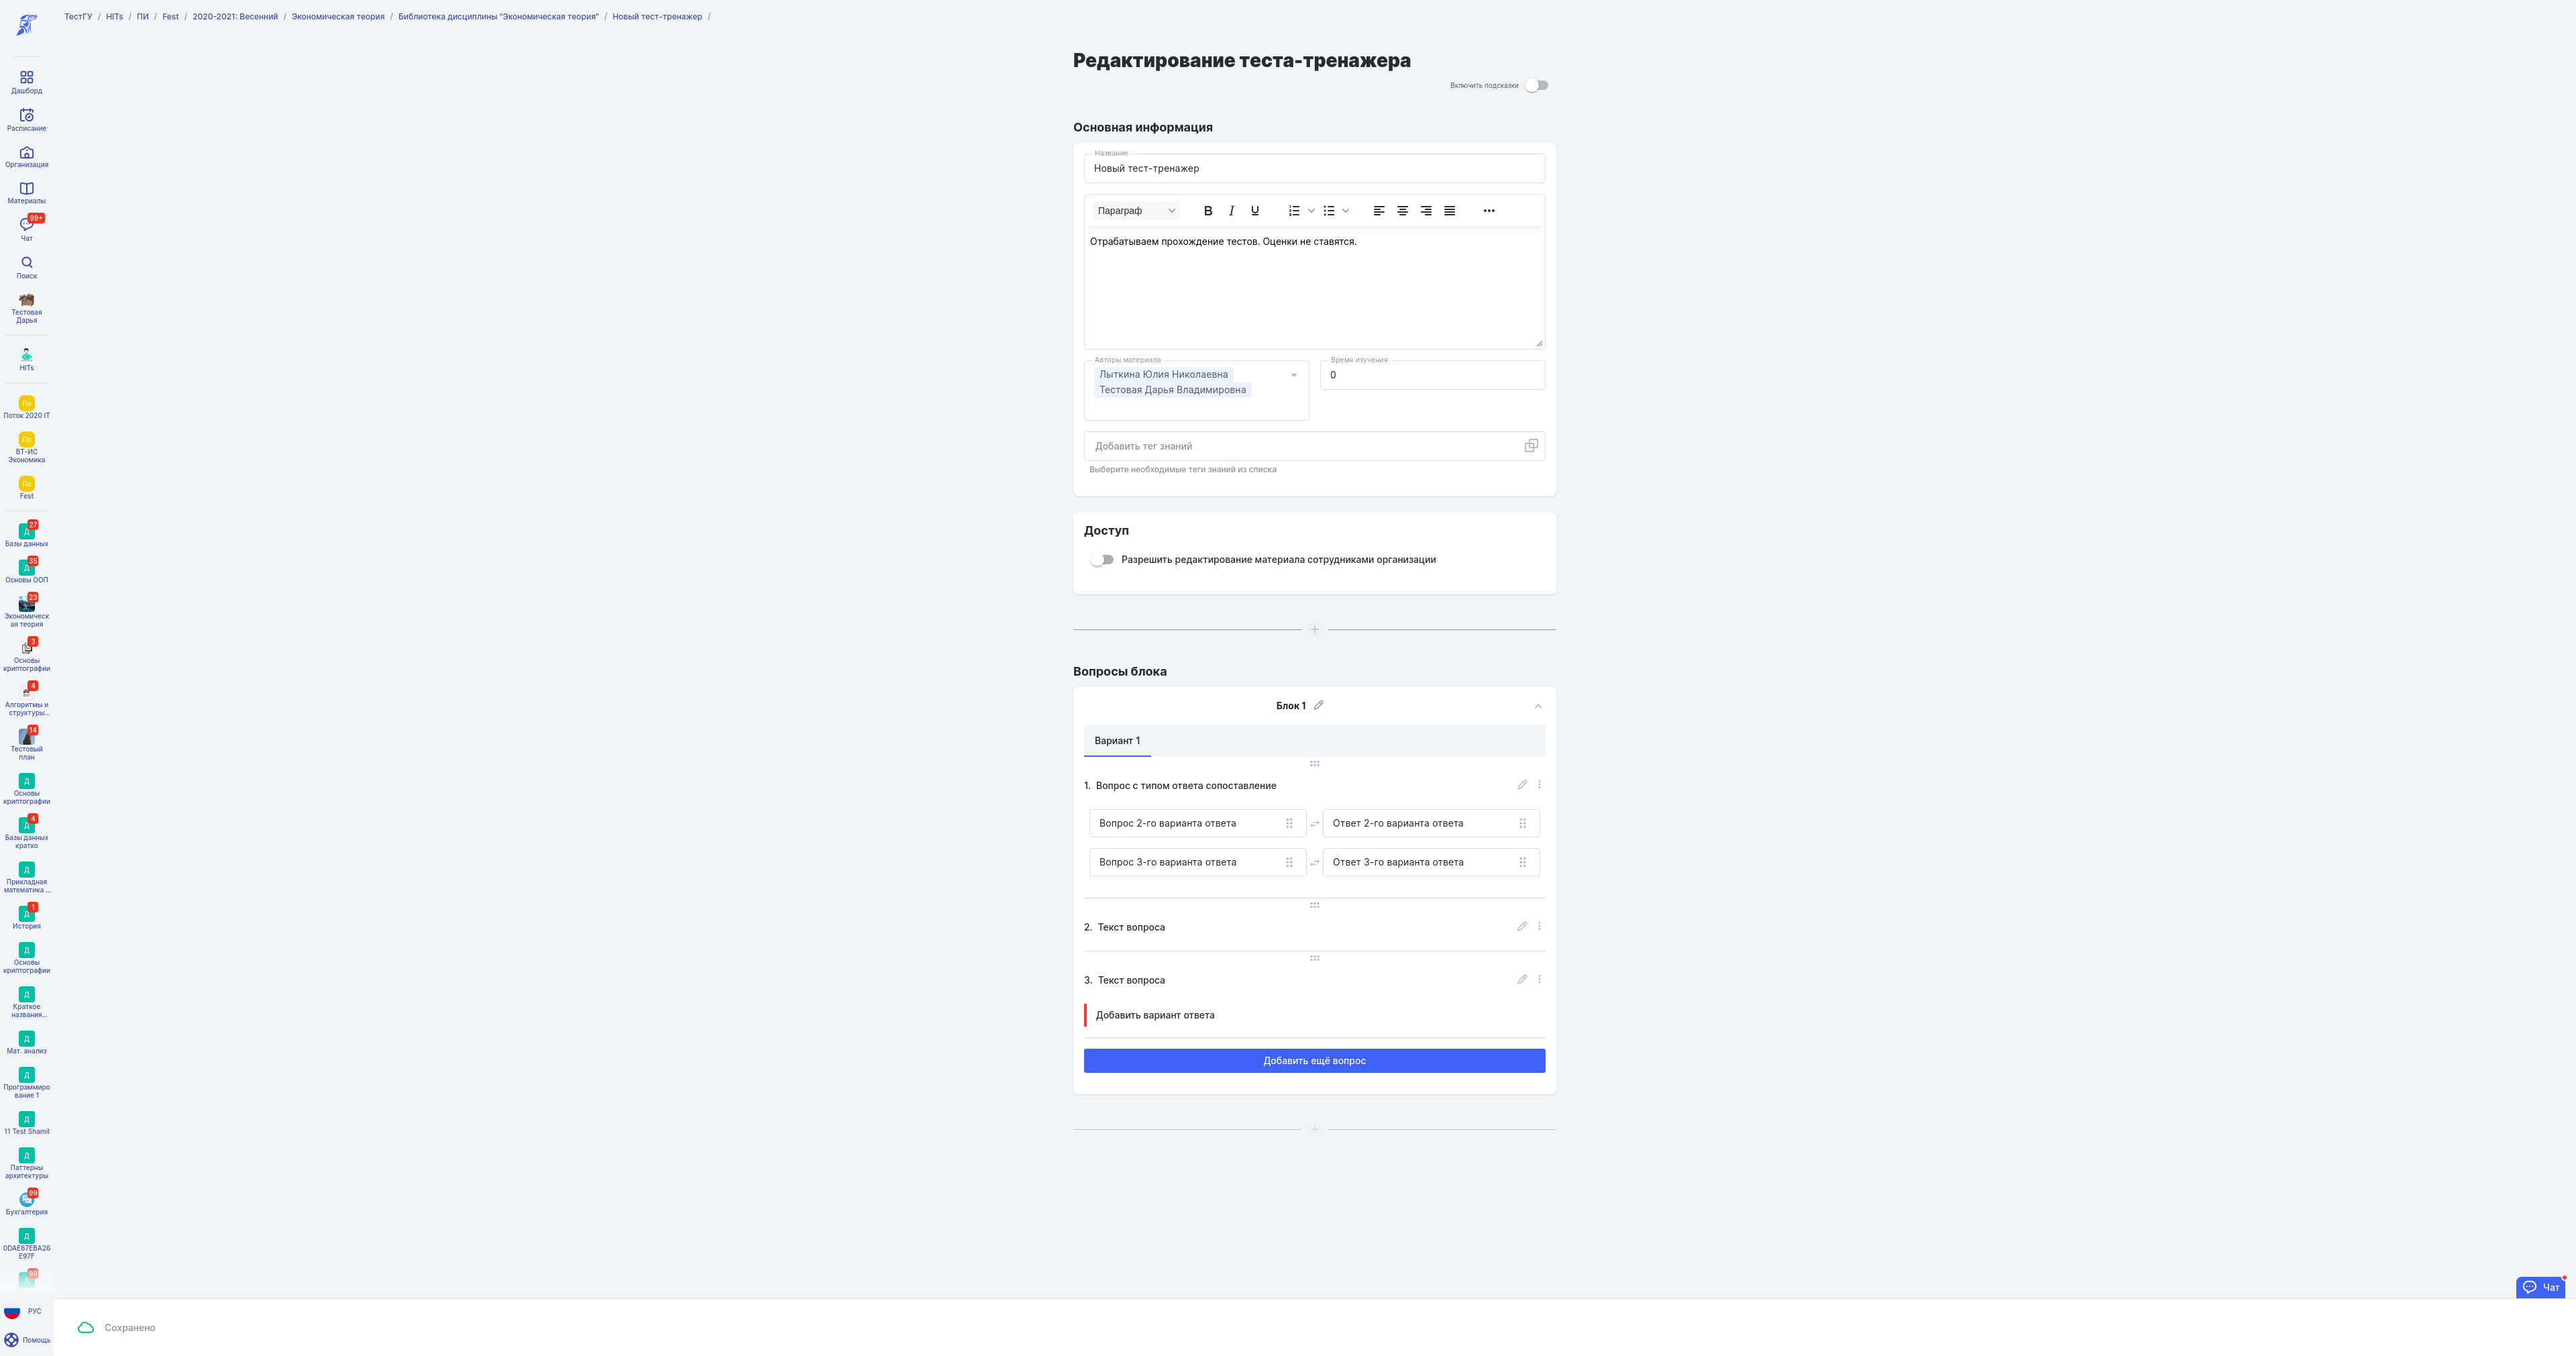 ТестГУ / HITs / ПИ / Fest / 2020-2021: Весенний / Экономическая теория / Библиотека дисциплины "Экономическая теория" / Новый тест-тренажер /
Дашборд
Расписание
Организация
Материалы
99+
Чат
Поиск
Тестовая
Дарья
HITs
По
Поток 2020 IT
По
ВТ-ИС
Экономика
По
Fest
27
Д
Базы данных
35
Д
Основы ООП
23
Экономическ
ая теория
3
Основы
криптографии
4
Алгоритмы и
структуры...
14
Тестовый
план
Д
Основы
криптографии
4
Д
Базы данных
кратко
Д
Прикладная
математика ...
1
Д
История
Д
Основы
криптографии
Д
Краткое
названия...
Д
Мат. анализ
Д
Программиро
вание 1
Д
11 Test Shamil
Д
Паттерны
архитектуры
99
Бухгалтерия
Д
0DAE87EBA26
E97F
99
Д
РУС
Помощь
Редактирование теста-тренажера
Включить подсказки
Основная информация
Название
Новый тест-тренажер
Параграф B I U
Отрабатываем прохождение тестов. Оценки не ставятся.
Авторы материала
Лыткина Юлия Николаевна
Тестовая Дарья Владимировна
Время изучения
0
Добавить тег знаний
Выберите необходимые теги знаний из списка
Доступ
Разрешить редактирование материала сотрудниками организации
Вопросы блока
Блок 1
Вариант 1
1. Вопрос с типом ответа сопоставление
Вопрос 2-го варианта ответа Ответ 2-го варианта ответа
Вопрос 3-го варианта ответа Ответ 3-го варианта ответа
2. Текст вопроса
3. Текст вопроса
Добавить вариант ответа
Добавить ещё вопрос
Чат
Сохранено